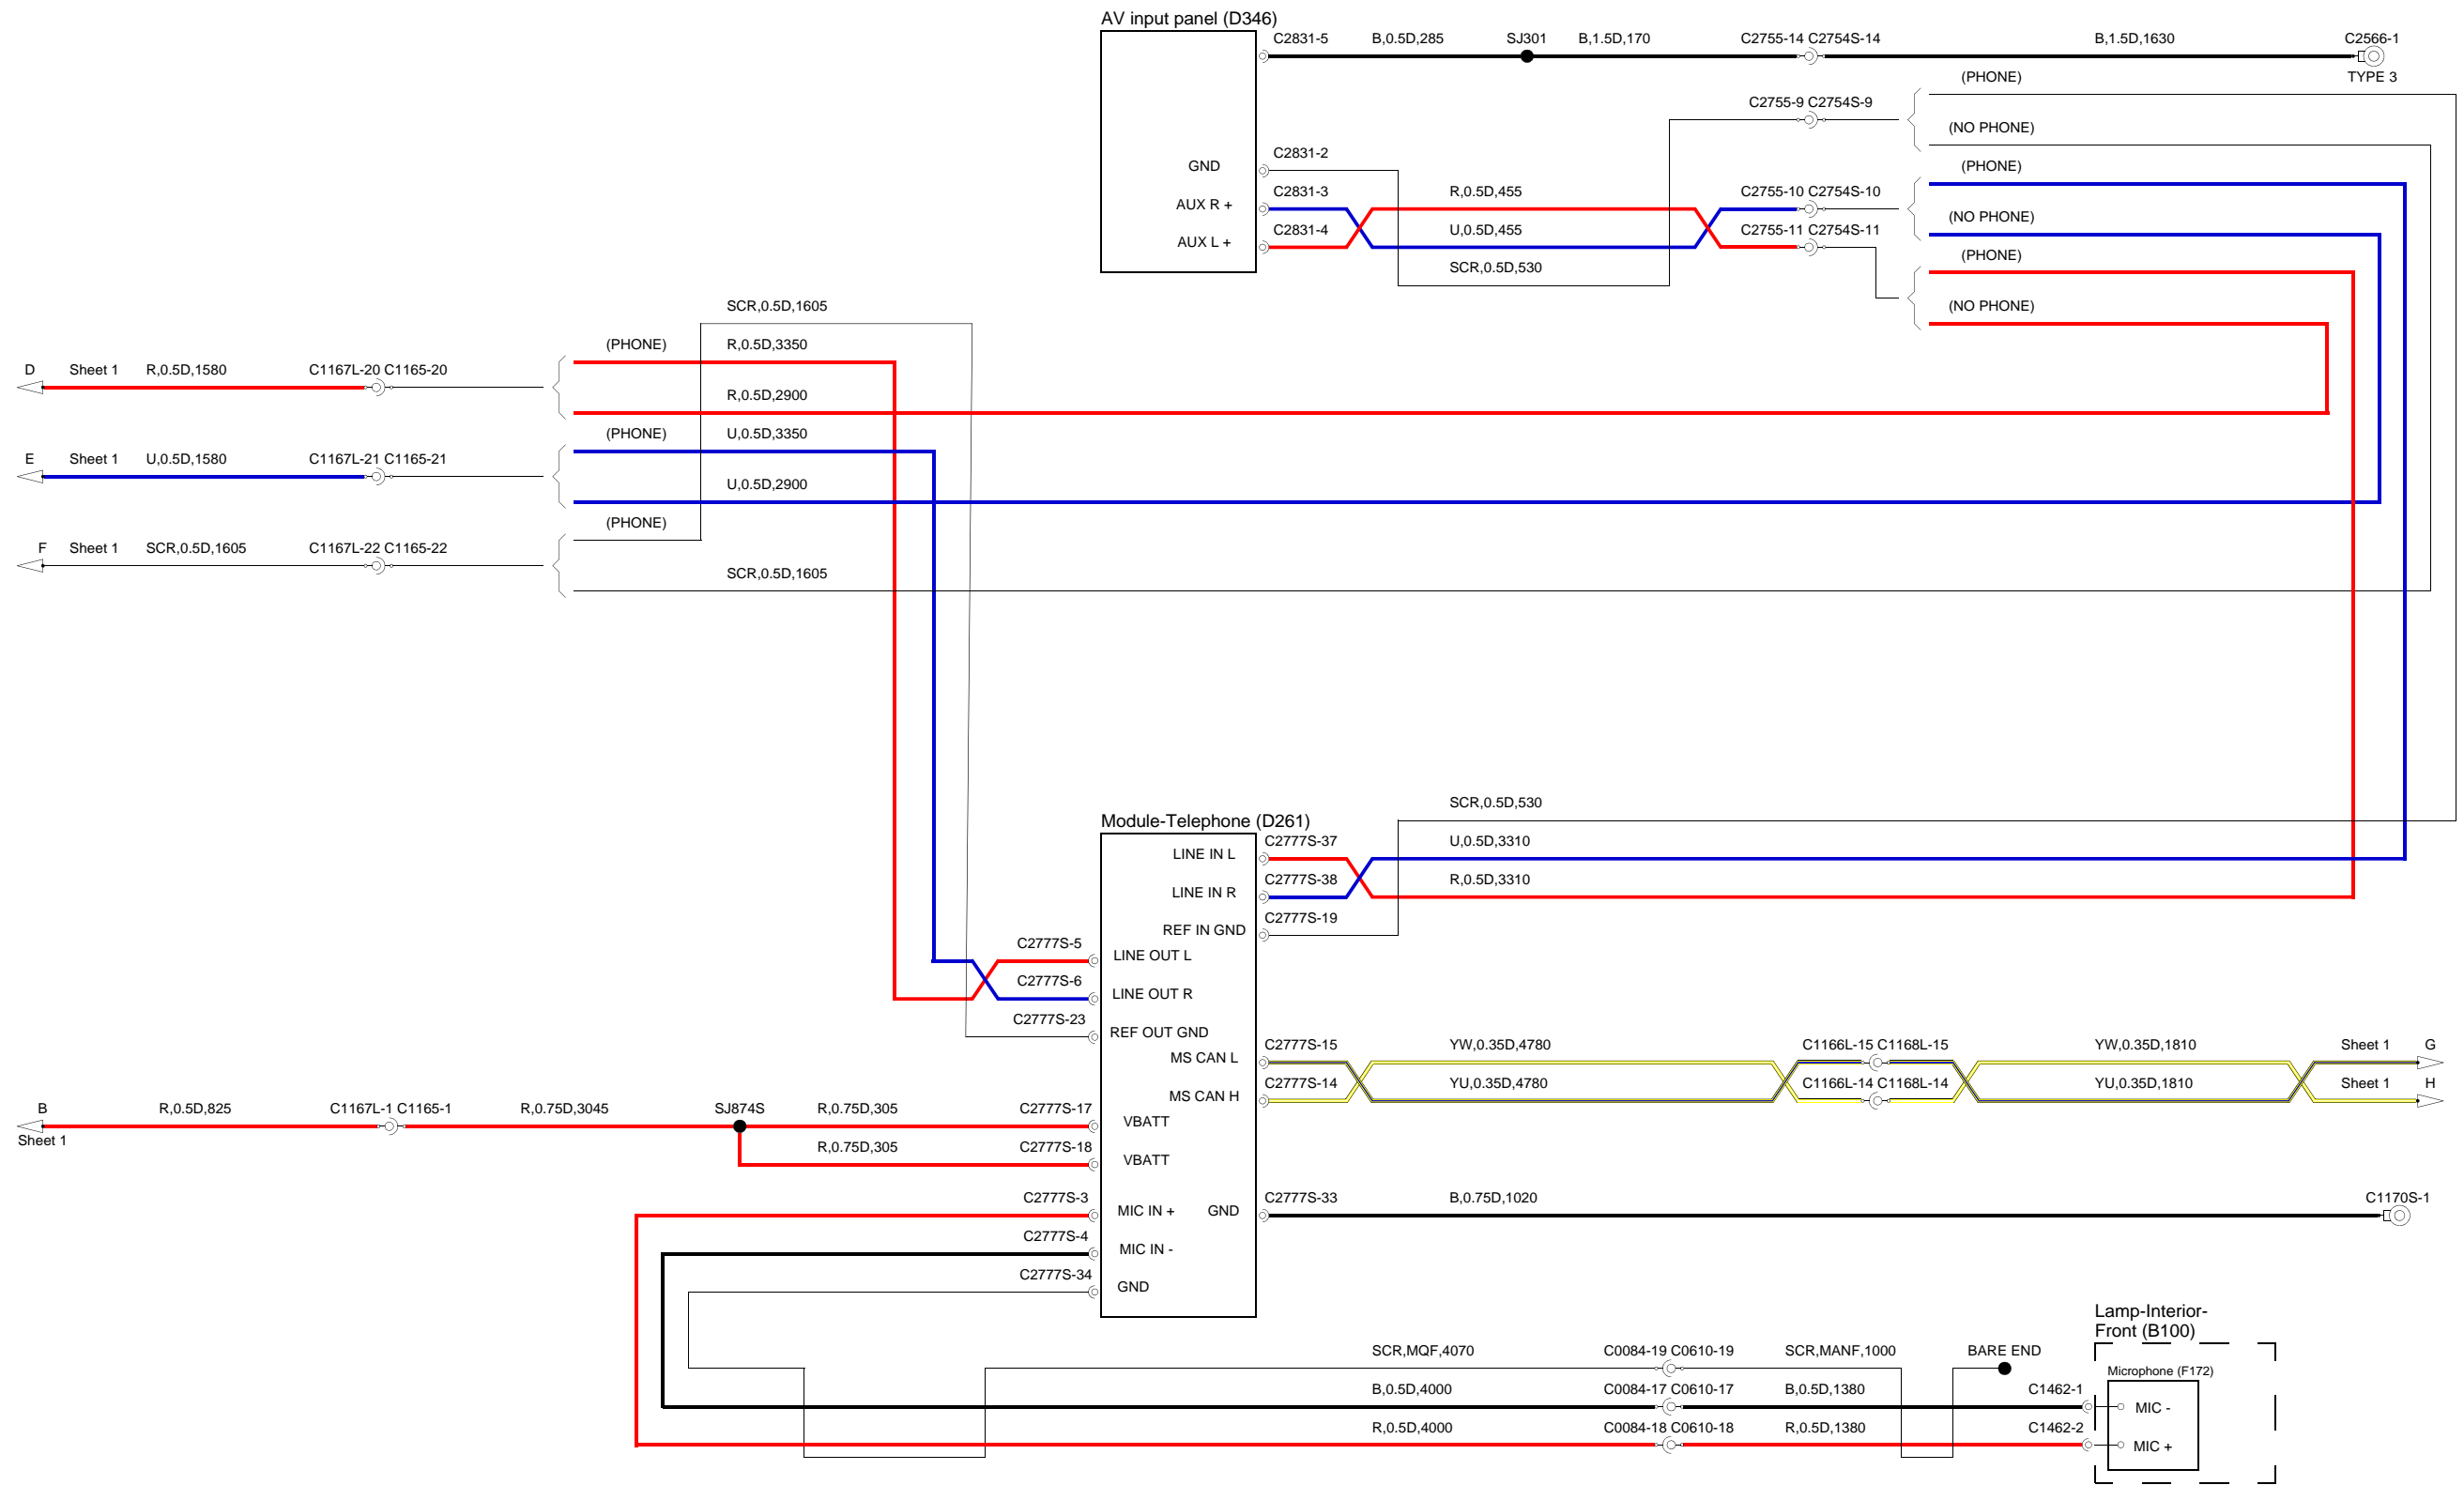 AV input panel (D346)
C2831-5 B,0.5D,285 SJ301 B,1.5D,170 C2755-14 C2754S-14 B,1.5D,1630 C2566-1
TYPE 3
(PHONE)
C2755-9 C2754S-9
(NO PHONE)
GND C2831-2
(PHONE)
AUX R + C2831-3 R,0.5D,455 C2755-10 C2754S-10
(NO PHONE)
AUX L + C2831-4 U,0.5D,455 C2755-11 C2754S-11
(PHONE)
SCR,0.5D,530
(NO PHONE)
SCR,0.5D,1605
(PHONE) R,0.5D,3350
D Sheet 1 R,0.5D,1580 C1167L-20 C1165-20
R,0.5D,2900
(PHONE) U,0.5D,3350
E Sheet 1 U,0.5D,1580 C1167L-21 C1165-21
U,0.5D,2900
(PHONE)
F Sheet 1 SCR,0.5D,1605 C1167L-22 C1165-22
SCR,0.5D,1605
SCR,0.5D,530
Module-Telephone (D261)
LINE IN L C2777S-37 U,0.5D,3310
LINE IN R C2777S-38 R,0.5D,3310
REF IN GND C2777S-19
C2777S-5 LINE OUT L
C2777S-6 LINE OUT R
C2777S-23 REF OUT GND
MS CAN L C2777S-15 YW,0.35D,4780 C1166L-15 C1168L-15 YW,0.35D,1810 Sheet 1 G
MS CAN H C2777S-14 YU,0.35D,4780 C1166L-14 C1168L-14 YU,0.35D,1810 Sheet 1 H
B R,0.5D,825 C1167L-1 C1165-1 R,0.75D,3045 SJ874S R,0.75D,305 C2777S-17 VBATT
Sheet 1
R,0.75D,305 C2777S-18 VBATT
C2777S-3 MIC IN + GND C2777S-33 B,0.75D,1020 C1170S-1
C2777S-4 MIC IN -
C2777S-34 GND
Lamp-Interior-
Front (B100)
SCR,MQF,4070 C0084-19 C0610-19 SCR,MANF,1000 BARE END
Microphone (F172)
B,0.5D,4000 C0084-17 C0610-17 B,0.5D,1380 C1462-1 MIC -
R,0.5D,4000 C0084-18 C0610-18 R,0.5D,1380 C1462-2 MIC +